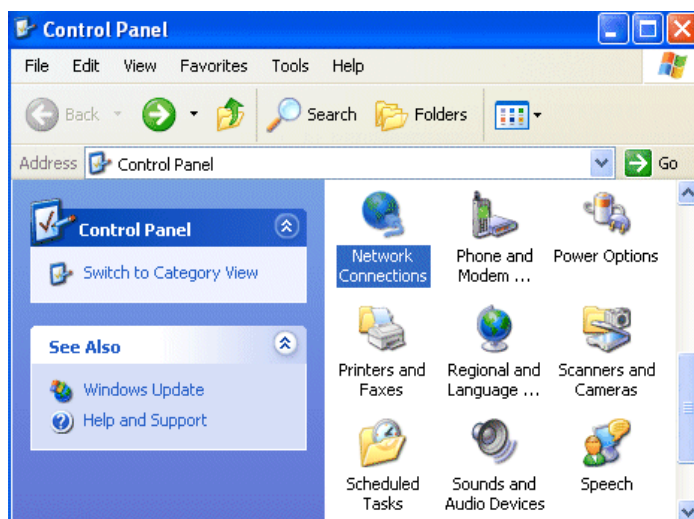 Control Panel
File Edit View Favorites Tools Help
Back Search Folders
Address Control Panel Go
Control Panel
Switch to Category View
See Also
Windows Update
Help and Support
Network
Connections
Phone and
Modem ...
Power Options
Printers and
Faxes
Regional and
Language ...
Scanners and
Cameras
Scheduled
Tasks
Sounds and
Audio Devices
Speech